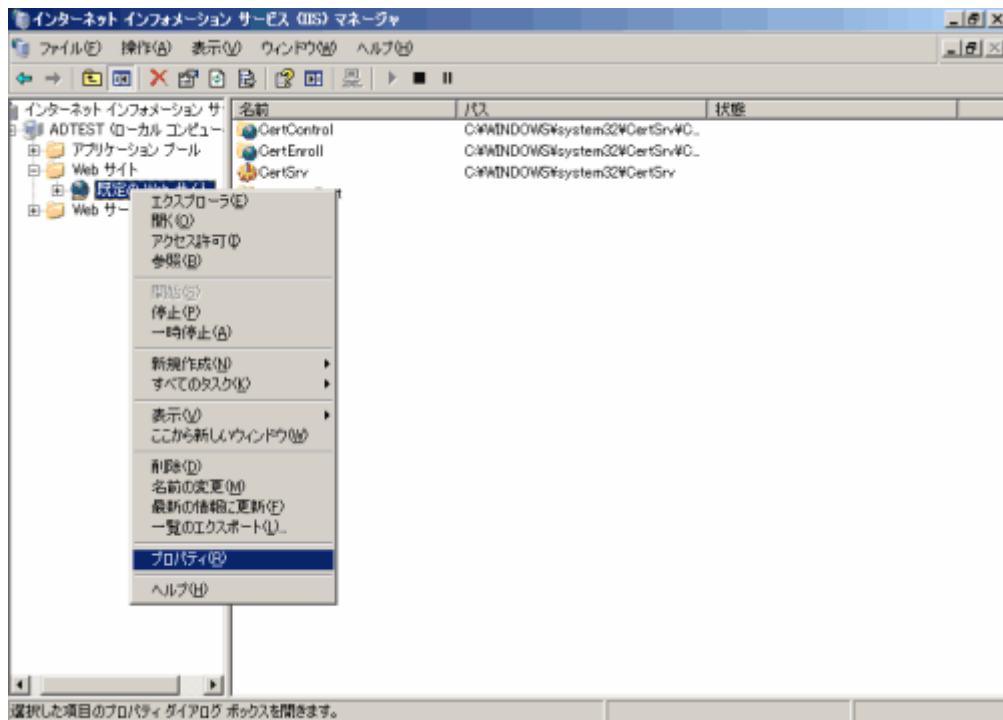 インターネット インフォメーション サービス (IIS) マネージャ
ファイル(F) 操作(A) 表示(V) ウィンドウ(W) ヘルプ(H)
インターネット インフォメーション サ
名前 パス 状態
ADTEST (ローカル コンピュー
アプリケーション プール
Web サイト
既定の Web サイト
Web サー
CertControl C:¥WINDOWS¥system32¥CertSrv¥C...
CertEnroll C:¥WINDOWS¥system32¥CertSrv¥C...
CertSrv C:¥WINDOWS¥system32¥CertSrv
エクスプローラ(E)
開く(O)
アクセス許可(I)
参照(B)
開始(S)
停止(P)
一時停止(A)
新規作成(N)
すべてのタスク(K)
表示(V)
ここから新しいウィンドウ(W)
削除(D)
名前の変更(M)
最新の情報に更新(F)
一覧のエクスポート(L)...
プロパティ(R)
ヘルプ(H)
選択した項目のプロパティ ダイアログ ボックスを開きます。